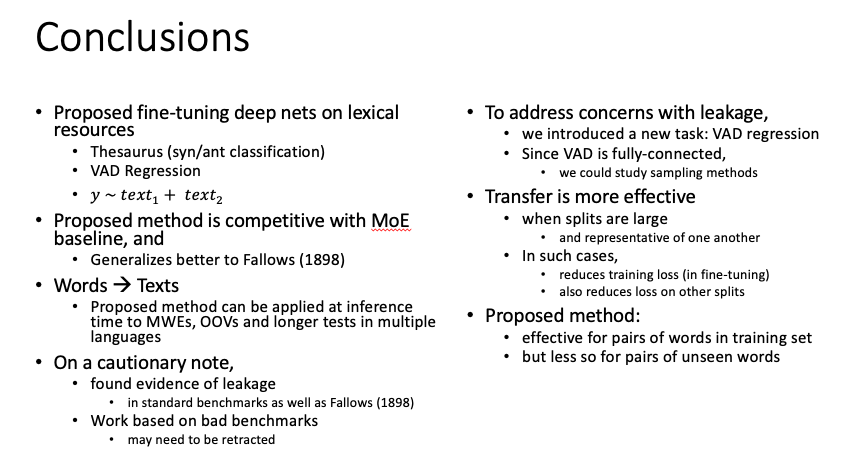 Conclusions
• Proposed fine-tuning deep nets on lexical
resources
• Thesaurus (syn/ant classification)
• VAD Regression
• y ~ text₁ + text₂
• Proposed method is competitive with MoE
baseline, and
• Generalizes better to Fallows (1898)
• Words → Texts
• Proposed method can be applied at inference
time to MWEs, OOVs and longer tests in multiple
languages
• On a cautionary note,
• found evidence of leakage
• in standard benchmarks as well as Fallows (1898)
• Work based on bad benchmarks
• may need to be retracted
• To address concerns with leakage,
• we introduced a new task: VAD regression
• Since VAD is fully-connected,
• we could study sampling methods
• Transfer is more effective
• when splits are large
• and representative of one another
• In such cases,
• reduces training loss (in fine-tuning)
• also reduces loss on other splits
• Proposed method:
• effective for pairs of words in training set
• but less so for pairs of unseen words